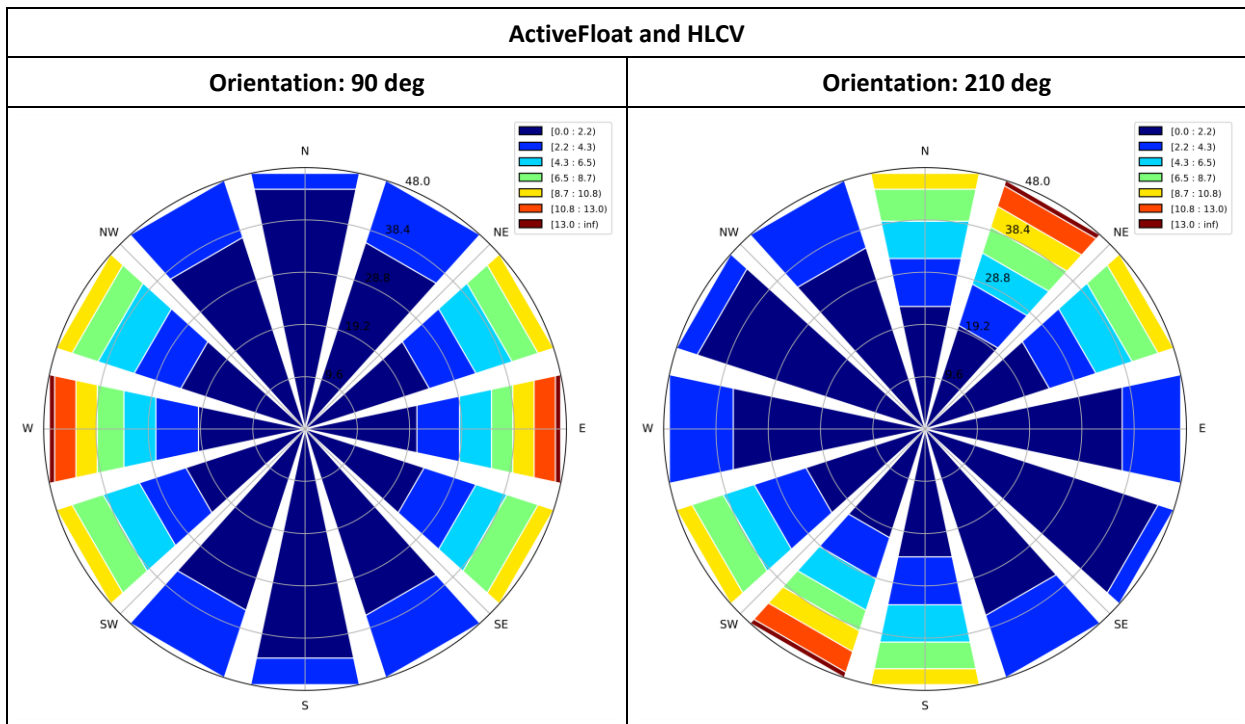 ActiveFloat and HLCV
Orientation: 90 deg
Orientation: 210 deg
[0.0 : 2.2)
[2.2 : 4.3)
[4.3 : 6.5)
[6.5 : 8.7)
[8.7 : 10.8)
[10.8 : 13.0)
[13.0 : inf)
N
48.0
NW
NE
38.4
28.8
19.2
9.6
W
E
SW
SE
S
[0.0 : 2.2)
[2.2 : 4.3)
[4.3 : 6.5)
[6.5 : 8.7)
[8.7 : 10.8)
[10.8 : 13.0)
[13.0 : inf)
N
48.0
NW
NE
38.4
28.8
19.2
9.6
W
E
SW
SE
S